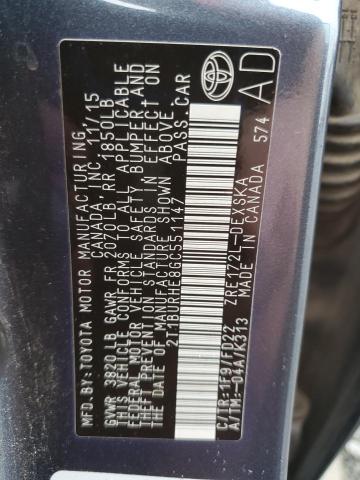 MFD.BY:TOYOTA MOTOR MANUFACTURING
CANADA, INC. 11/15
GVWR 3820LB GAWR FR 2020LB RR 1850LB
THIS VEHICLE CONFORMS TO ALL APPLICABLE
FEDERAL MOTOR VEHICLE SAFETY, BUMPER, AND
THEFT PREVENTION STANDARDS IN EFFECT ON
THE DATE OF MANUFACTURE SHOWN ABOVE.
2T1BURHE8GC551147 PASS.CAR
ZRE172L-DEXSKA
C/TR:1F9/FD22 MADE IN CANADA
A/TM:-04A/K313 574
AD